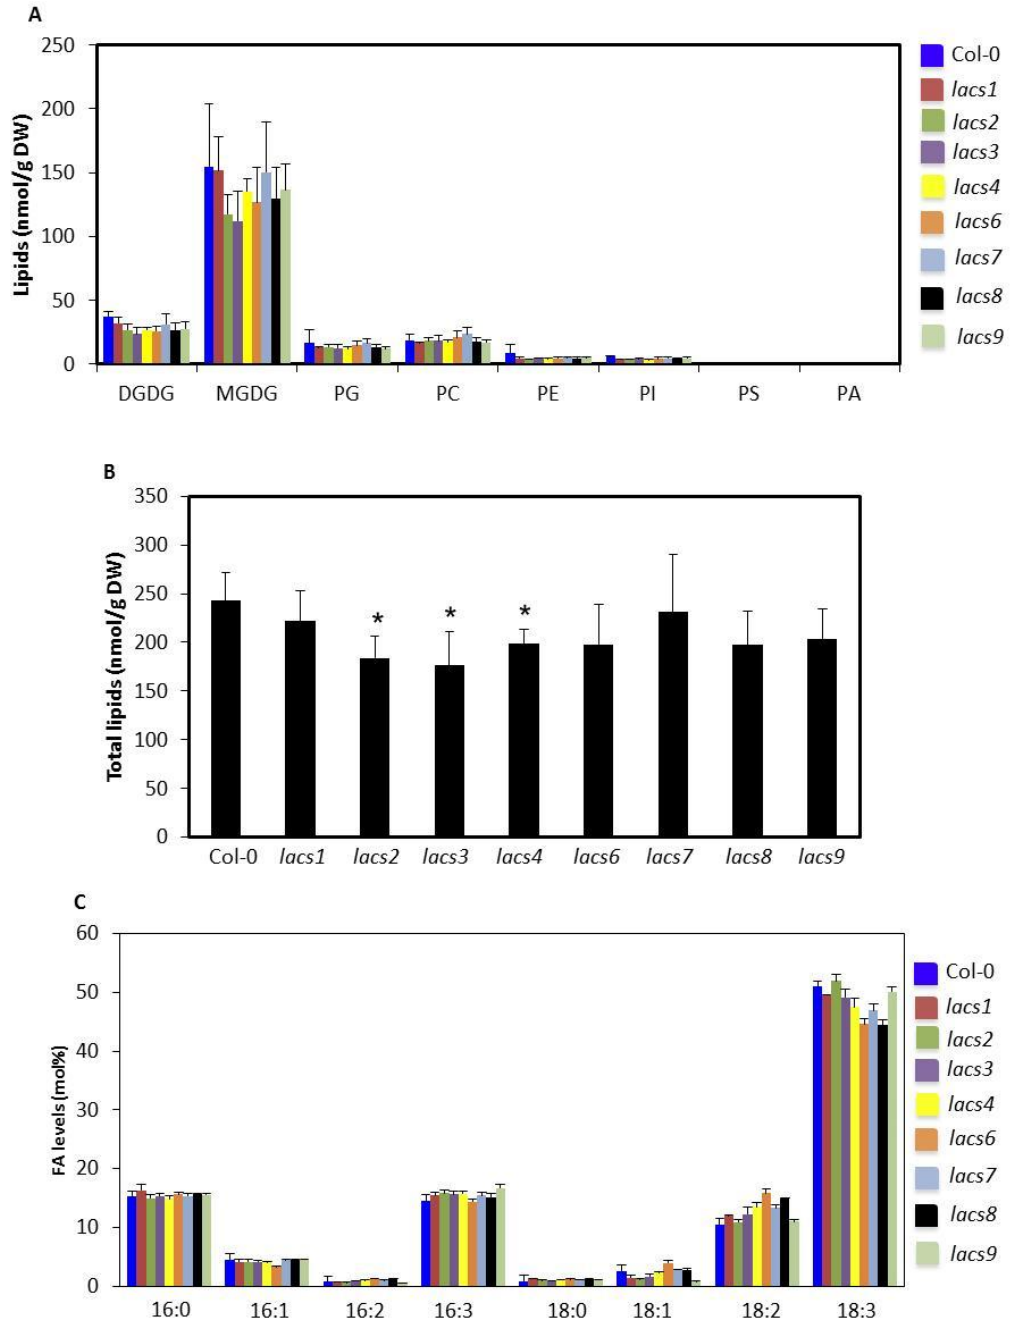 A
Lipids (nmol/g DW)
250
200
150
100
50
0
DGDG MGDG PG PC PE PI PS PA
Col-0
lacs1
lacs2
lacs3
lacs4
lacs6
lacs7
lacs8
lacs9
B
Total lipids (nmol/g DW)
350
300
250
200
150
100
50
0
* * *
Col-0 lacs1 lacs2 lacs3 lacs4 lacs6 lacs7 lacs8 lacs9
C
FA levels (mol%)
60
50
40
30
20
10
0
16:0 16:1 16:2 16:3 18:0 18:1 18:2 18:3
Col-0
lacs1
lacs2
lacs3
lacs4
lacs6
lacs7
lacs8
lacs9